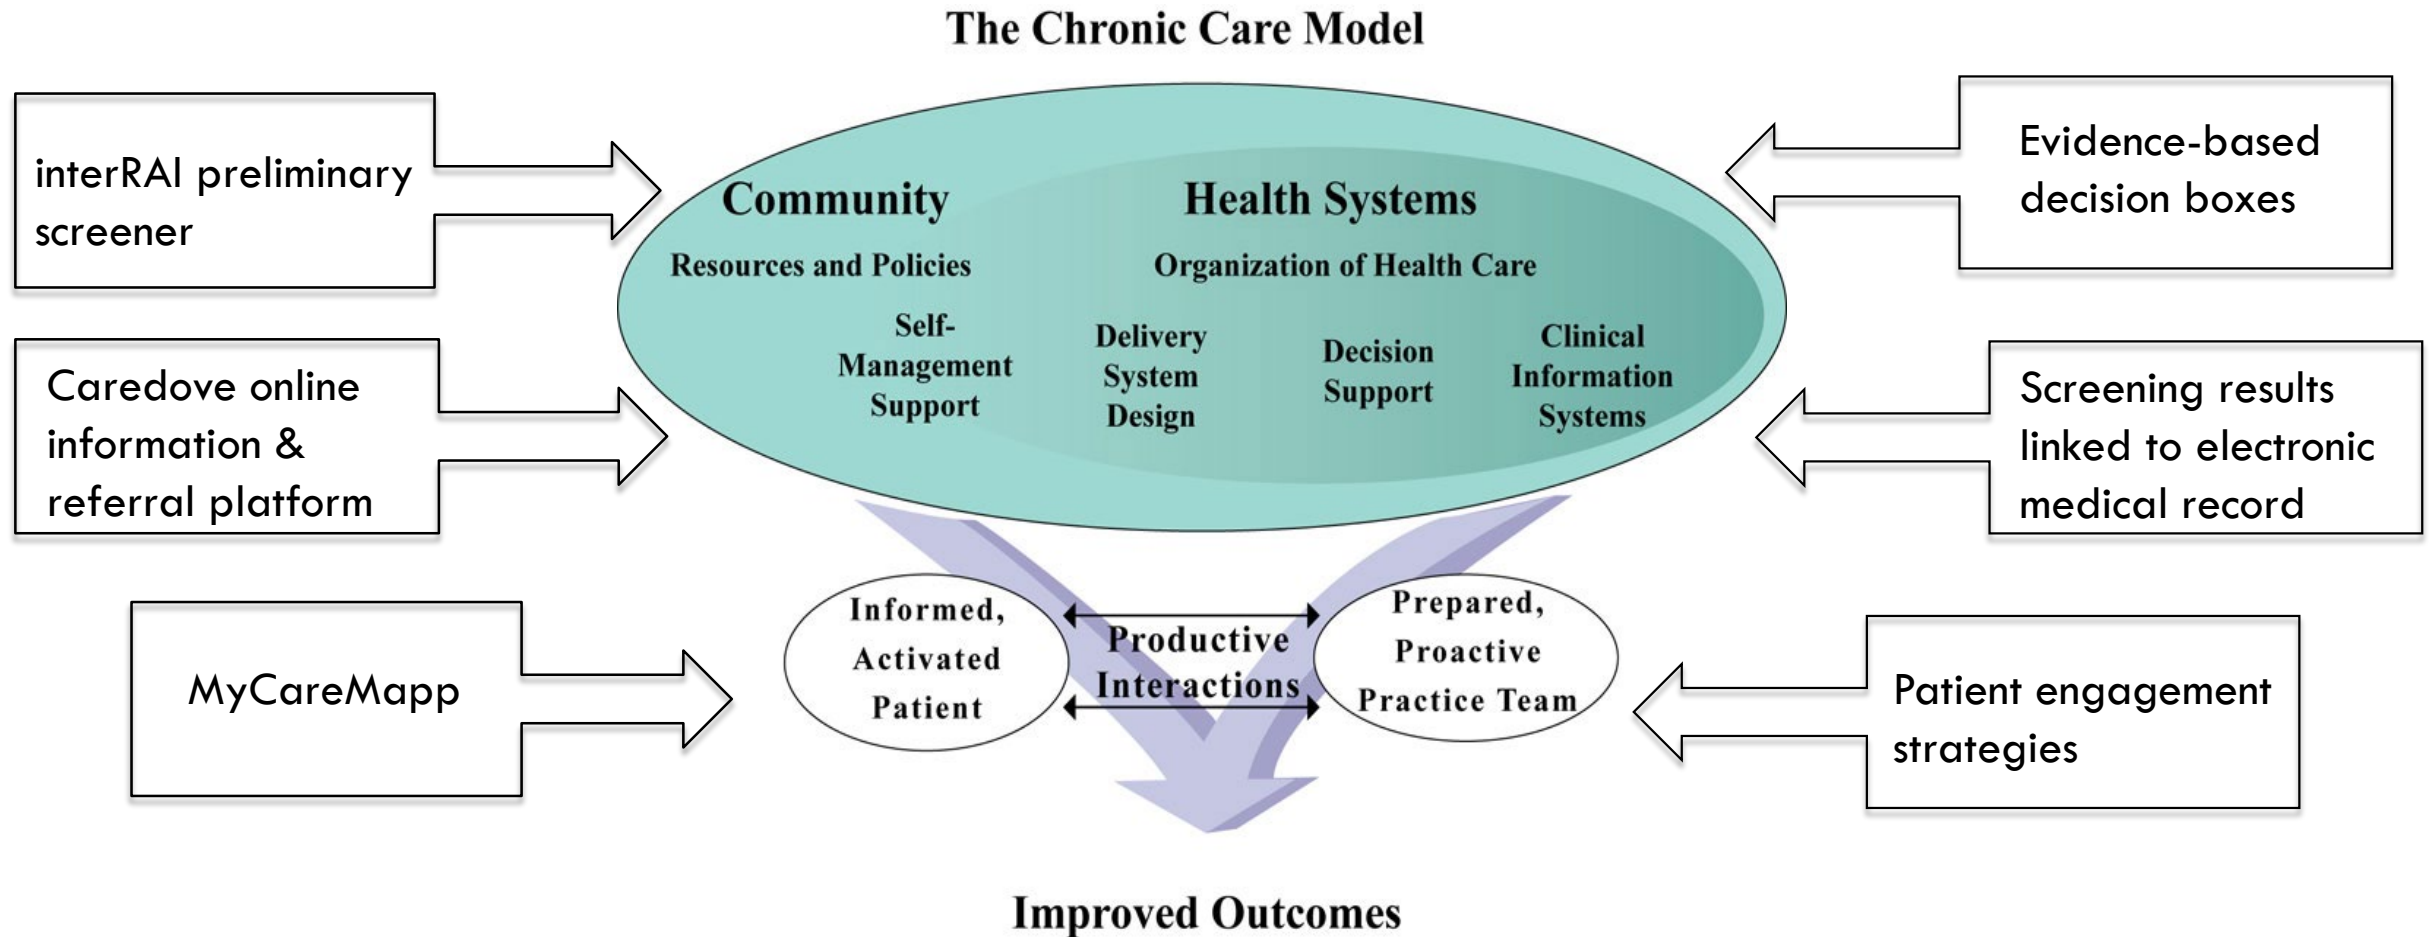 The Chronic Care Model
interRAI preliminary
screener
Caredove online
information &
referral platform
MyCareMapp
Community
Resources and Policies
Health Systems
Organization of Health Care
Self-
Management
Support
Delivery
System
Design
Decision
Support
Clinical
Information
Systems
Informed,
Activated
Patient
Productive
Interactions
Prepared,
Proactive
Practice Team
Evidence-based
decision boxes
Screening results
linked to electronic
medical record
Patient engagement
strategies
Improved Outcomes